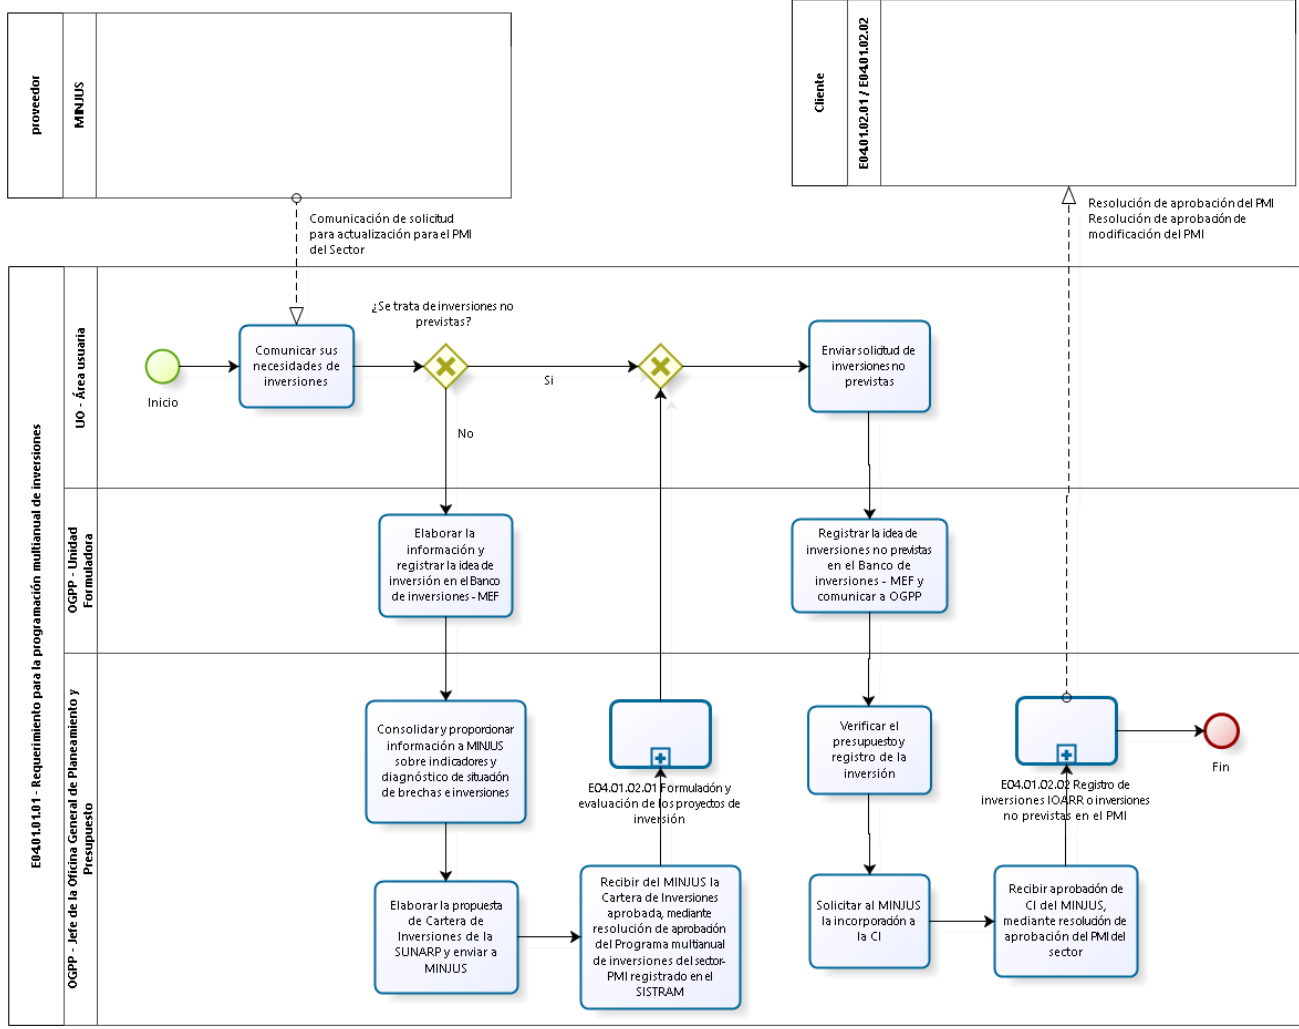 proveedor
MINJUS
Cliente
E04.01.02.01 / E04.01.02.02
Comunicación de solicitud
para actualización para el PMI
del Sector
Resolución de aprobación del PMI
Resolución de aprobación de
modificación del PMI
E04.01.01.01 - Requerimiento para la programación multianual de inversiones
UO - Área usuaria
¿Se trata de inversiones no
previstas?
Inicio
Comunicar sus
necesidades de
inversiones
Si
No
Enviar solicitud de
inversiones no
previstas
OGPP - Unidad
Formuladora
Elaborar la
información y
registrar la idea de
inversión en el Banco
de inversiones - MEF
Registrar la idea de
inversiones no previstas
en el Banco de
inversiones - MEF y
comunicar a OGPP
OGPP - Jefe de la Oficina General de Planeamiento y
Presupuesto
Consolidar y proporcionar
información a MINJUS
sobre indicadores y
diagnóstico de situación
de brechas e inversiones
E04.01.02.01 Formulación y
evaluación de los proyectos de
inversión
Verificar el
presupuesto y
registro de la
inversión
E04.01.02.02 Registro de
inversiones IOARR o inversiones
no previstas en el PMI
Fin
Elaborar la propuesta
de Cartera de
Inversiones de la
SUNARP y enviar a
MINJUS
Recibir del MINJUS la
Cartera de Inversiones
aprobada, mediante
resolución de aprobación
del Programa multianual
de inversiones del sector-
PMI registrado en el
SISTRAM
Solicitar al MINJUS
la incorporación a
la CI
Recibir aprobación de
CI del MINJUS,
mediante resolución de
aprobación del PMI del
sector